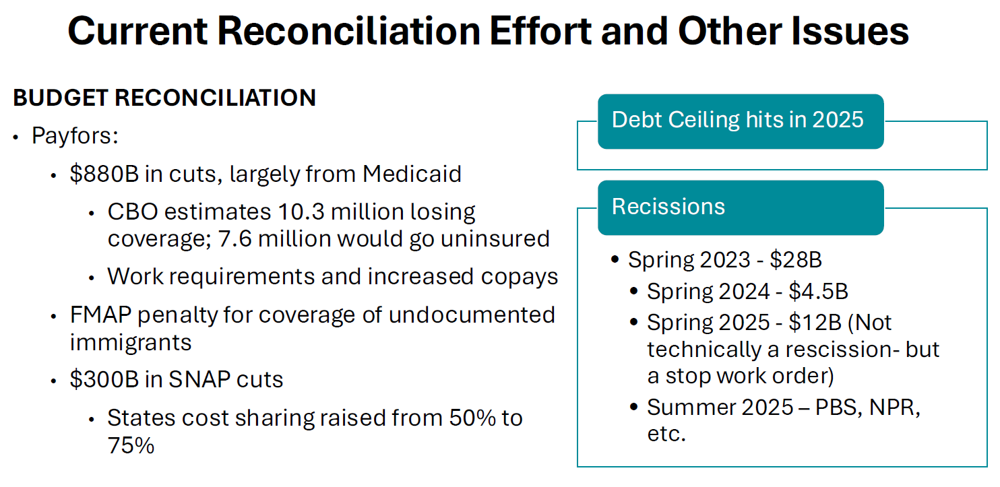 Current Reconciliation Effort and Other Issues
BUDGET RECONCILIATION
• Payfors:
• $880B in cuts, largely from Medicaid
• CBO estimates 10.3 million losing
coverage; 7.6 million would go uninsured
• Work requirements and increased copays
• FMAP penalty for coverage of undocumented
immigrants
• $300B in SNAP cuts
• States cost sharing raised from 50% to
75%
Debt Ceiling hits in 2025
Recissions
• Spring 2023 - $28B
• Spring 2024 - $4.5B
• Spring 2025 - $12B (Not
technically a rescission- but
a stop work order)
• Summer 2025 – PBS, NPR,
etc.